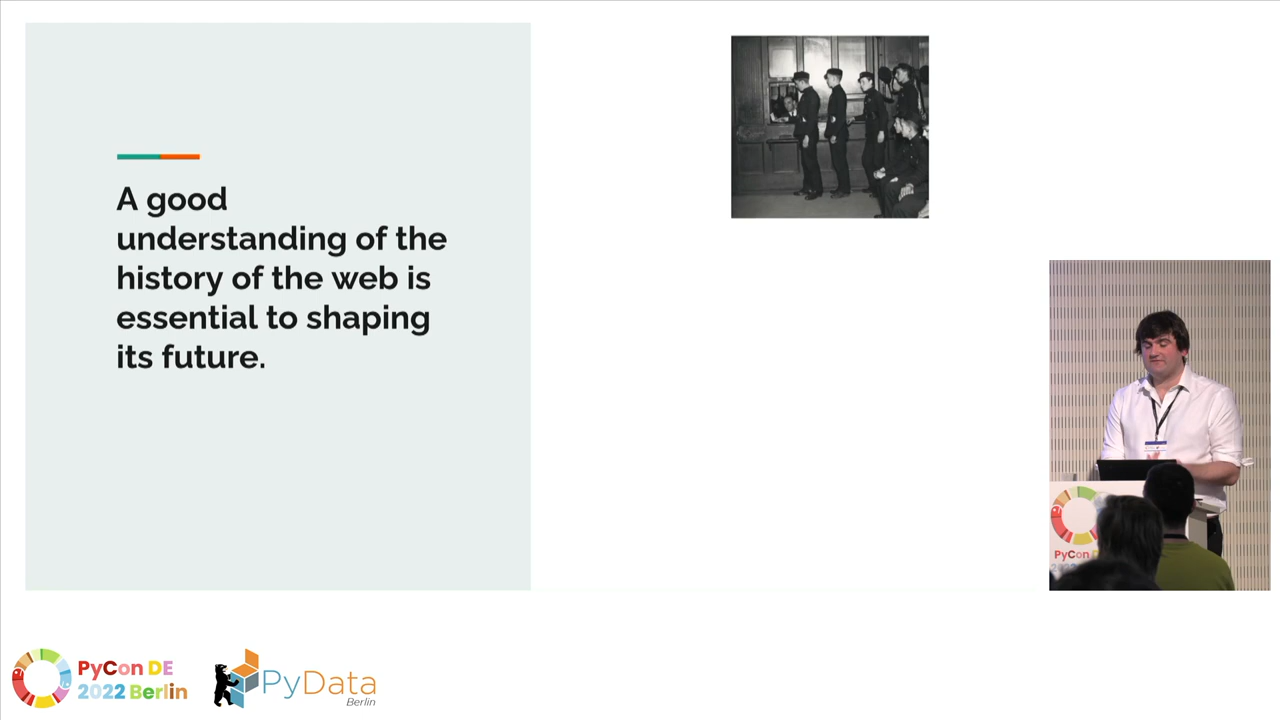 A good
understanding of the
history of the web is
essential to shaping
its future.
PyCon DE
2022 Berlin
PyData
Berlin
PyCon